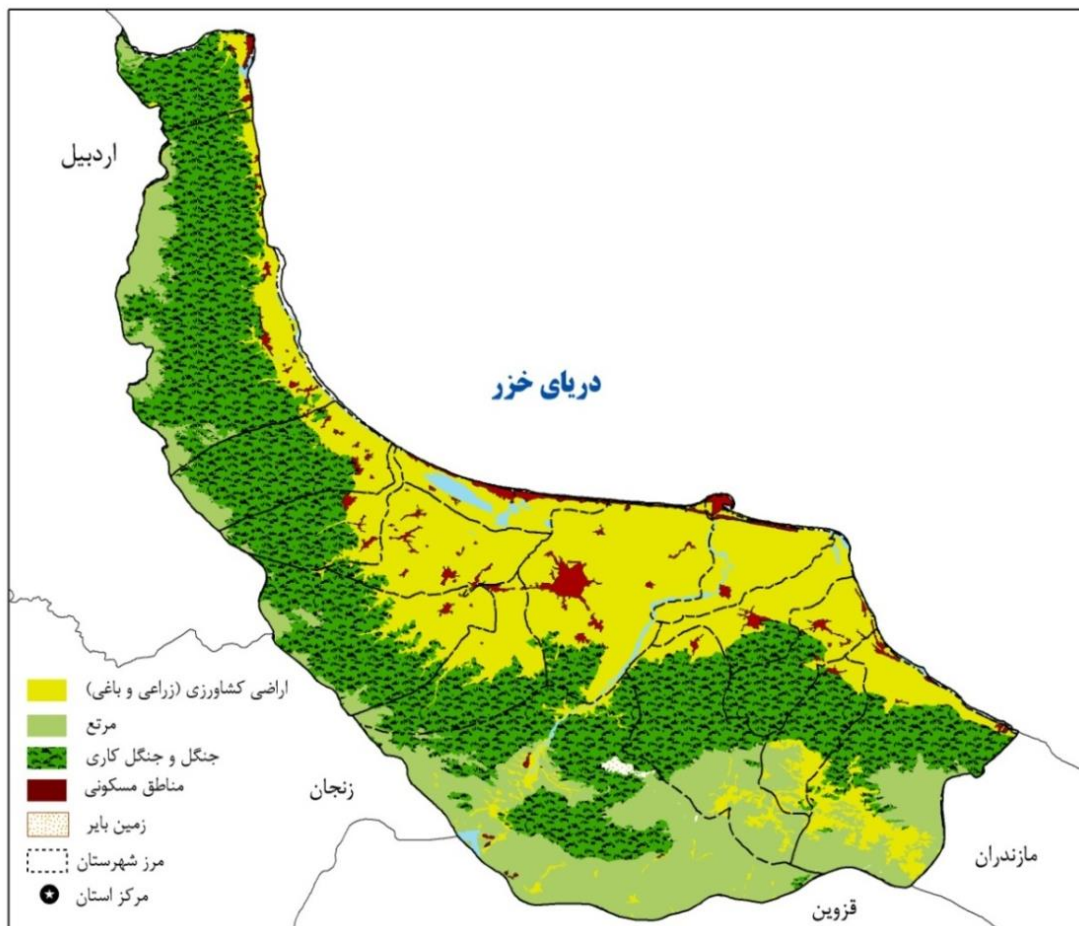 اردبیل
دریای خزر
اراضی کشاورزی (زراعی و باغی)
مرتع
جنگل و جنگل کاری
مناطق مسکونی
زمین بایر
مرز شهرستان
مرکز استان
زنجان
مازندران
قزوین